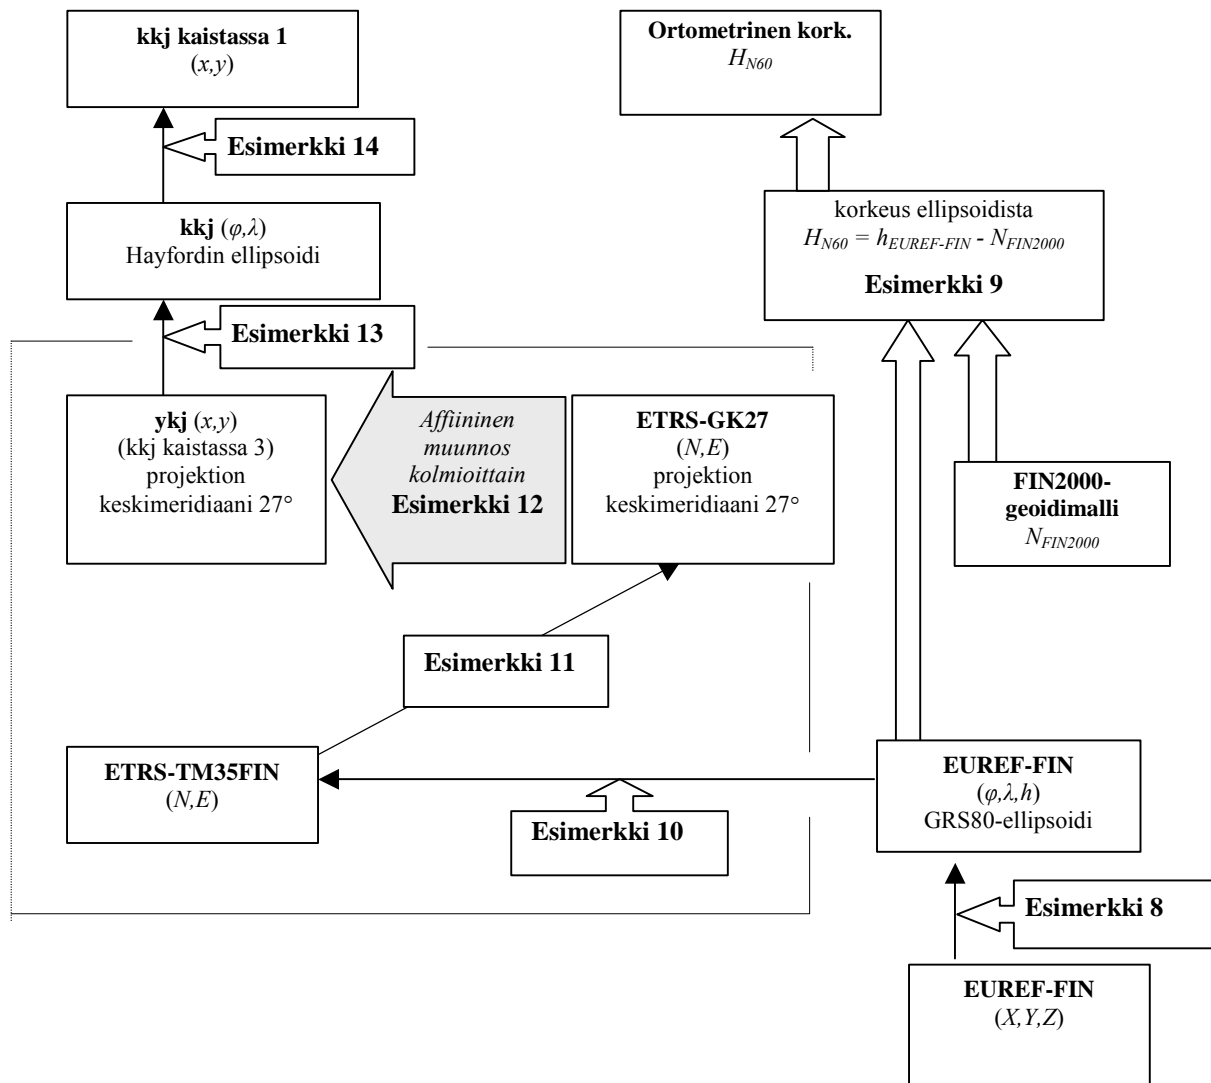 kkj kaistassa 1
(x,y)
Ortometrinen kork.
H_N60
Esimerkki 14
kkj (φ,λ)
Hayfordin ellipsoidi
korkeus ellipsoidista
H_N60 = h_EUREF-FIN - N_FIN2000
Esimerkki 9
Esimerkki 13
ykj (x,y)
(kkj kaistassa 3)
projektion
keskimeridiaani 27°
Affiininen
muunnos
kolmioittain
Esimerkki 12
ETRS-GK27
(N,E)
projektion
keskimeridiaani 27°
FIN2000-
geoidimalli
N_FIN2000
Esimerkki 11
ETRS-TM35FIN
(N,E)
Esimerkki 10
EUREF-FIN
(φ,λ,h)
GRS80-ellipsoidi
Esimerkki 8
EUREF-FIN
(X,Y,Z)